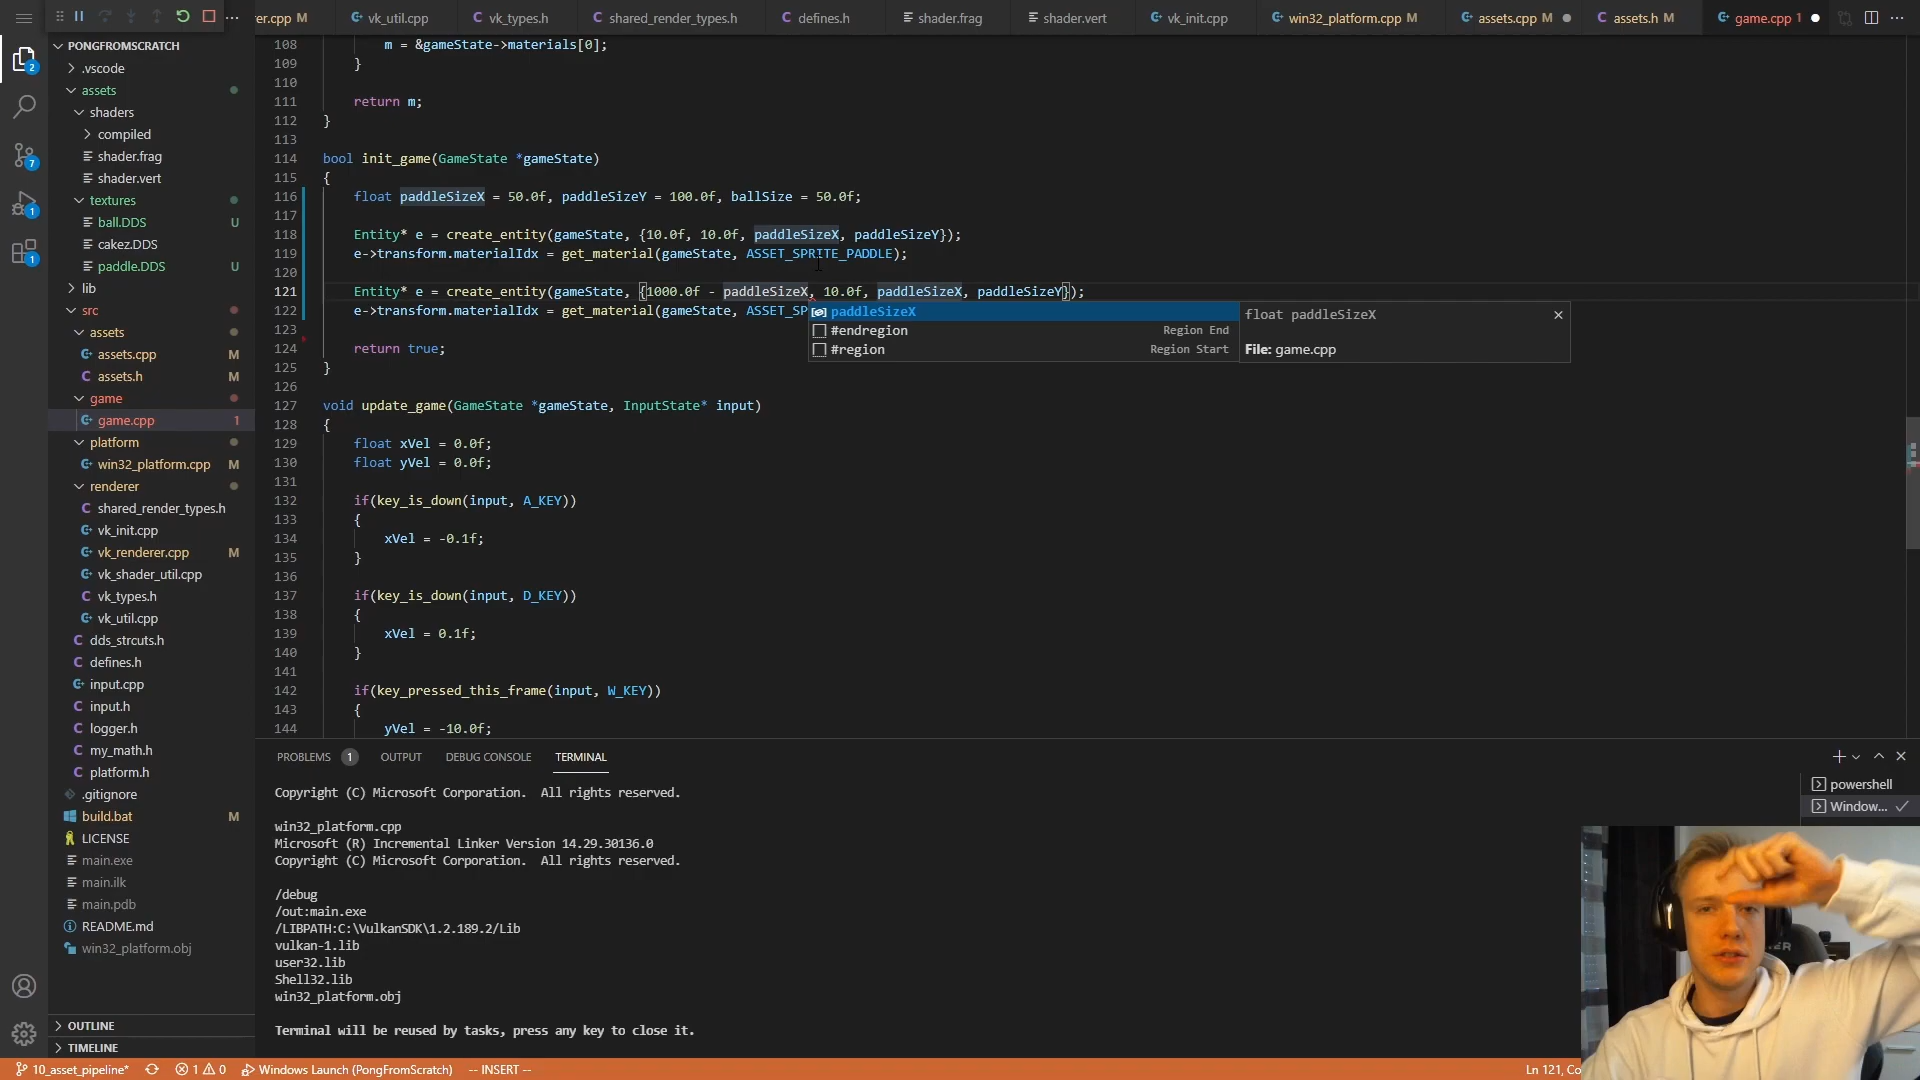 rer.cpp M
vk_util.cpp
vk_types.h
shared_render_types.h
defines.h
shader.frag
shader.vert
vk_init.cpp
win32_platform.cpp M
assets.cpp M
assets.h M
game.cpp 1
PONGFROMSCRATCH
.vscode
assets
shaders
compiled
shader.frag
shader.vert
textures
ball.DDS U
cakez.DDS
paddle.DDS U
lib
src
assets
assets.cpp M
assets.h M
game
game.cpp 1
platform
win32_platform.cpp M
renderer
shared_render_types.h
vk_init.cpp
vk_renderer.cpp M
vk_shader_util.cpp
vk_types.h
vk_util.cpp
dds_strcuts.h
defines.h
input.cpp
input.h
logger.h
my_math.h
platform.h
.gitignore
build.bat M
LICENSE
main.exe
main.ilk
main.pdb
README.md
win32_platform.obj
OUTLINE
TIMELINE
2
7
1
1
108 m = &gameState->materials[0];
109 }
110
111 return m;
112 }
113
114 bool init_game(GameState *gameState)
115 {
116 float paddleSizeX = 50.0f, paddleSizeY = 100.0f, ballSize = 50.0f;
117
118 Entity* e = create_entity(gameState, {10.0f, 10.0f, paddleSizeX, paddleSizeY});
119 e->transform.materialIdx = get_material(gameState, ASSET_SPRITE_PADDLE);
120
121 Entity* e = create_entity(gameState, {1000.0f - paddleSizeX, 10.0f, paddleSizeX, paddleSizeY});
122 e->transform.materialIdx = get_material(gameState, ASSET_SP
123
124 return true;
125 }
126
127 void update_game(GameState *gameState, InputState* input)
128 {
129 float xVel = 0.0f;
130 float yVel = 0.0f;
131
132 if(key_is_down(input, A_KEY))
133 {
134 xVel = -0.1f;
135 }
136
137 if(key_is_down(input, D_KEY))
138 {
139 xVel = 0.1f;
140 }
141
142 if(key_pressed_this_frame(input, W_KEY))
143 {
144 yVel = -10.0f;
paddleSizeX
#endregion Region End
#region Region Start
float paddleSizeX
File: game.cpp
PROBLEMS 1 OUTPUT DEBUG CONSOLE TERMINAL
Copyright (C) Microsoft Corporation. All rights reserved.
win32_platform.cpp
Microsoft (R) Incremental Linker Version 14.29.30136.0
Copyright (C) Microsoft Corporation. All rights reserved.
/debug
/out:main.exe
/LIBPATH:C:\VulkanSDK\1.2.189.2/Lib
vulkan-1.lib
user32.lib
Shell32.lib
win32_platform.obj
Terminal will be reused by tasks, press any key to close it.
powershell
Window...
10_asset_pipeline* 1 0 Windows Launch (PongFromScratch) -- INSERT -- Ln 121, Co